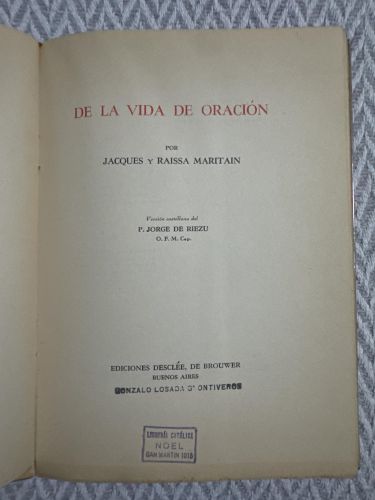 DE LA VIDA DE ORACIÓN
POR
JACQUES Y RAISSA MARITAIN
Versión castellana del
P. JORGE DE RIEZU
O. F. M. Cap.
EDICIONES DESCLÉE, DE BROUWER
BUENOS AIRES
GONZALO LOSADA Gª ONTIVEROS
LIBRERÍA CATÓLICA
NOEL
SAN MARTIN 1018